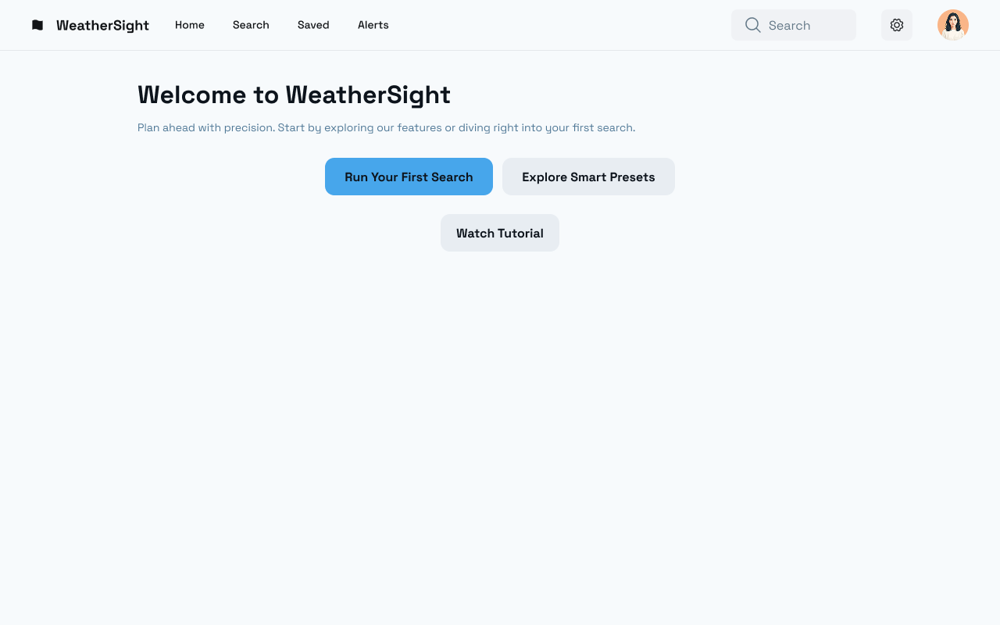 WeatherSight
Home
Search
Saved
Alerts
Search
Welcome to WeatherSight
Plan ahead with precision. Start by exploring our features or diving right into your first search.
Run Your First Search
Explore Smart Presets
Watch Tutorial